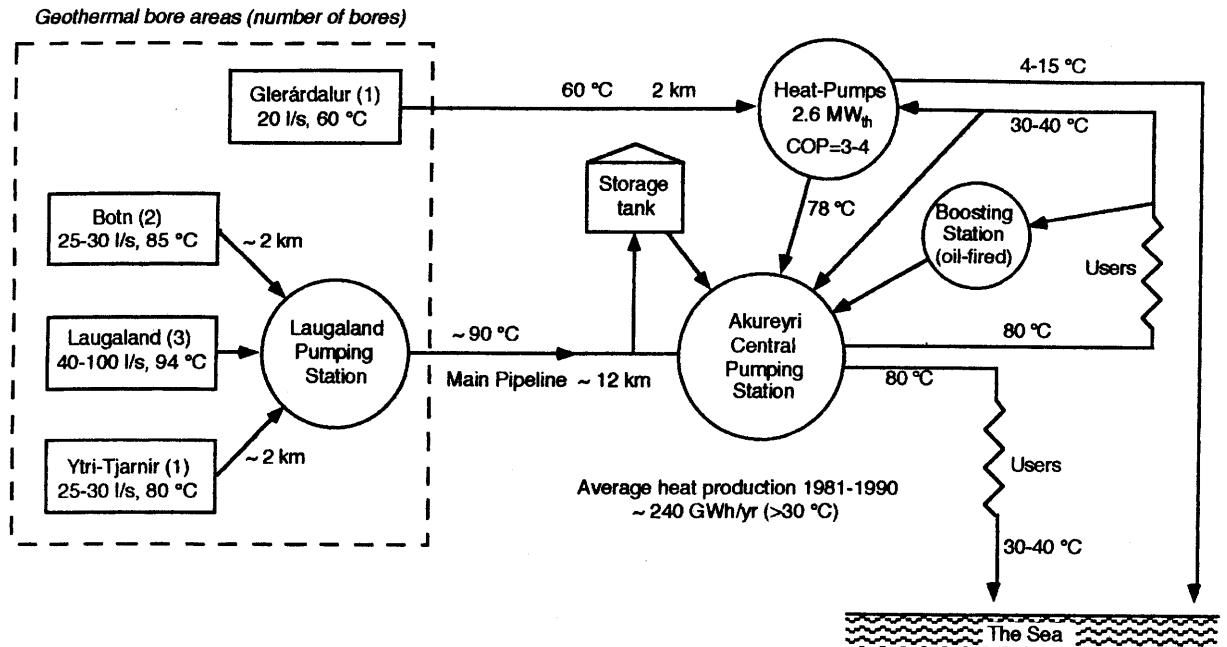 Geothermal bore areas (number of bores)
Glerárdalur (1)
20 l/s, 60 °C
60 °C 2 km
Heat-Pumps
2.6 MWth
COP=3-4
4-15 °C
30-40 °C
Storage
tank
78 °C
Boosting
Station
(oil-fired)
Users
Botn (2)
25-30 l/s, 85 °C
~ 2 km
Laugaland (3)
40-100 l/s, 94 °C
Laugaland
Pumping
Station
~ 90 °C
Main Pipeline ~ 12 km
Akureyri
Central
Pumping
Station
80 °C
80 °C
Ytri-Tjarnir (1)
25-30 l/s, 80 °C
~ 2 km
Users
Average heat production 1981-1990
~ 240 GWh/yr (>30 °C)
30-40 °C
The Sea